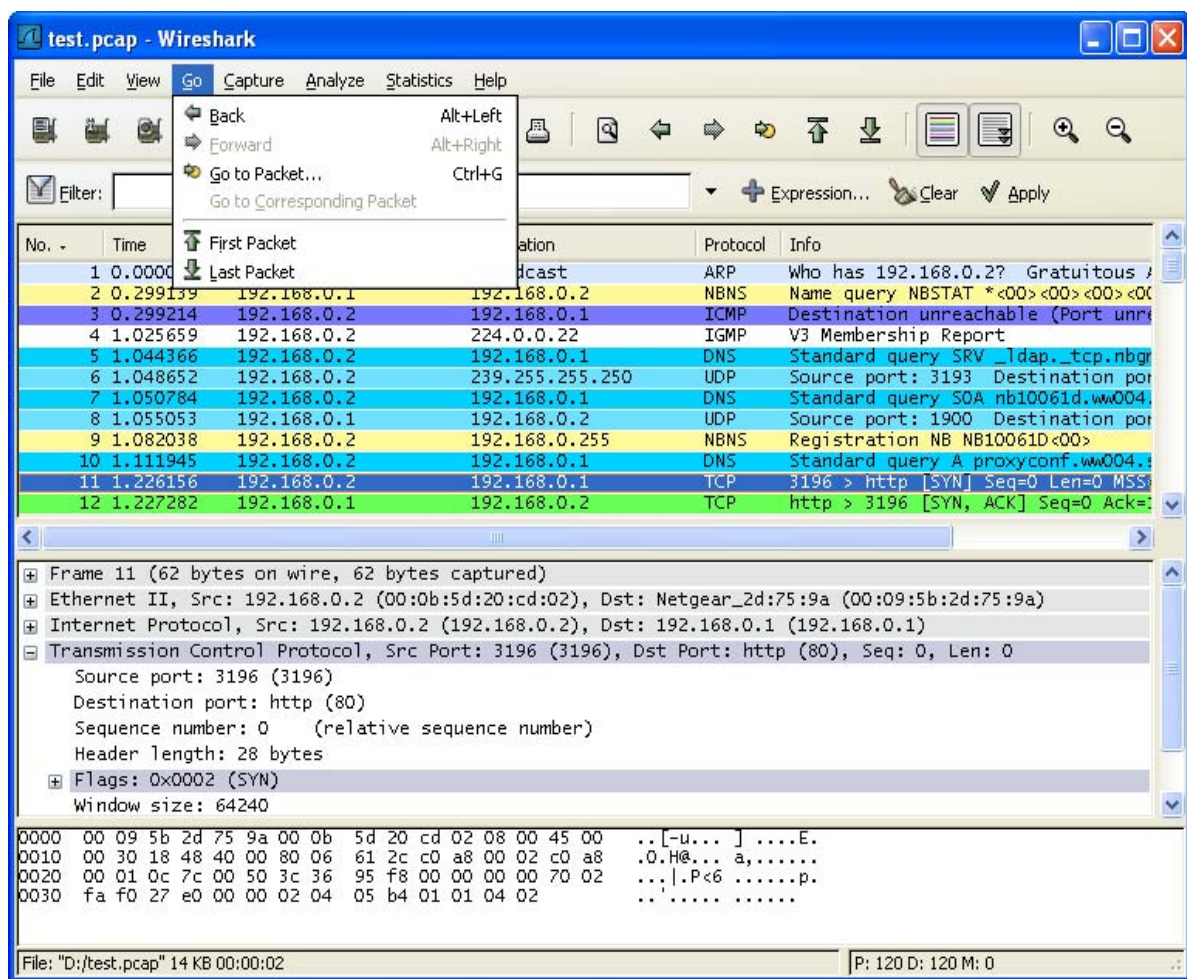 test.pcap - Wireshark
File Edit View Go Capture Analyze Statistics Help
Back Alt+Left
Forward Alt+Right
Go to Packet... Ctrl+G
Go to Corresponding Packet
First Packet
Last Packet
Filter: Expression... Clear Apply
No. Time ation Protocol Info
1 0.0000 dcast ARP Who has 192.168.0.2? Gratuitous
2 0.299139 192.168.0.1 192.168.0.2 NBNS Name query NBSTAT *<00><00><00><00
3 0.299214 192.168.0.2 192.168.0.1 ICMP Destination unreachable (Port unre
4 1.025659 192.168.0.2 224.0.0.22 IGMP V3 Membership Report
5 1.044366 192.168.0.2 192.168.0.1 DNS Standard query SRV _ldap._tcp.nbgm
6 1.048652 192.168.0.2 239.255.255.250 UDP Source port: 3193 Destination por
7 1.050784 192.168.0.2 192.168.0.1 DNS Standard query SOA nb10061d.ww004.
8 1.055053 192.168.0.1 192.168.0.2 UDP Source port: 1900 Destination por
9 1.082038 192.168.0.2 192.168.0.255 NBNS Registration NB NB10061D<00>
10 1.111945 192.168.0.2 192.168.0.1 DNS Standard query A proxyconf.ww004.s
11 1.226156 192.168.0.2 192.168.0.1 TCP 3196 > http [SYN] Seq=0 Len=0 MSS
12 1.227282 192.168.0.1 192.168.0.2 TCP http > 3196 [SYN, ACK] Seq=0 Ack=1
Frame 11 (62 bytes on wire, 62 bytes captured)
Ethernet II, Src: 192.168.0.2 (00:0b:5d:20:cd:02), Dst: Netgear_2d:75:9a (00:09:5b:2d:75:9a)
Internet Protocol, Src: 192.168.0.2 (192.168.0.2), Dst: 192.168.0.1 (192.168.0.1)
Transmission Control Protocol, Src Port: 3196 (3196), Dst Port: http (80), Seq: 0, Len: 0
Source port: 3196 (3196)
Destination port: http (80)
Sequence number: 0 (relative sequence number)
Header length: 28 bytes
Flags: 0x0002 (SYN)
Window size: 64240
0000 00 09 5b 2d 75 9a 00 0b 5d 20 cd 02 08 00 45 00 ..[-u... ] ....E.
0010 00 30 18 48 40 00 80 06 61 2c c0 a8 00 02 c0 a8 .0.H@... a,......
0020 00 01 0c 7c 00 50 3c 36 95 f8 00 00 00 00 70 02 ...|.P<6 ......p.
0030 fa f0 27 e0 00 00 02 04 05 b4 01 01 04 02 ..'..... ......
File: "D:/test.pcap" 14 KB 00:00:02 P: 120 D: 120 M: 0